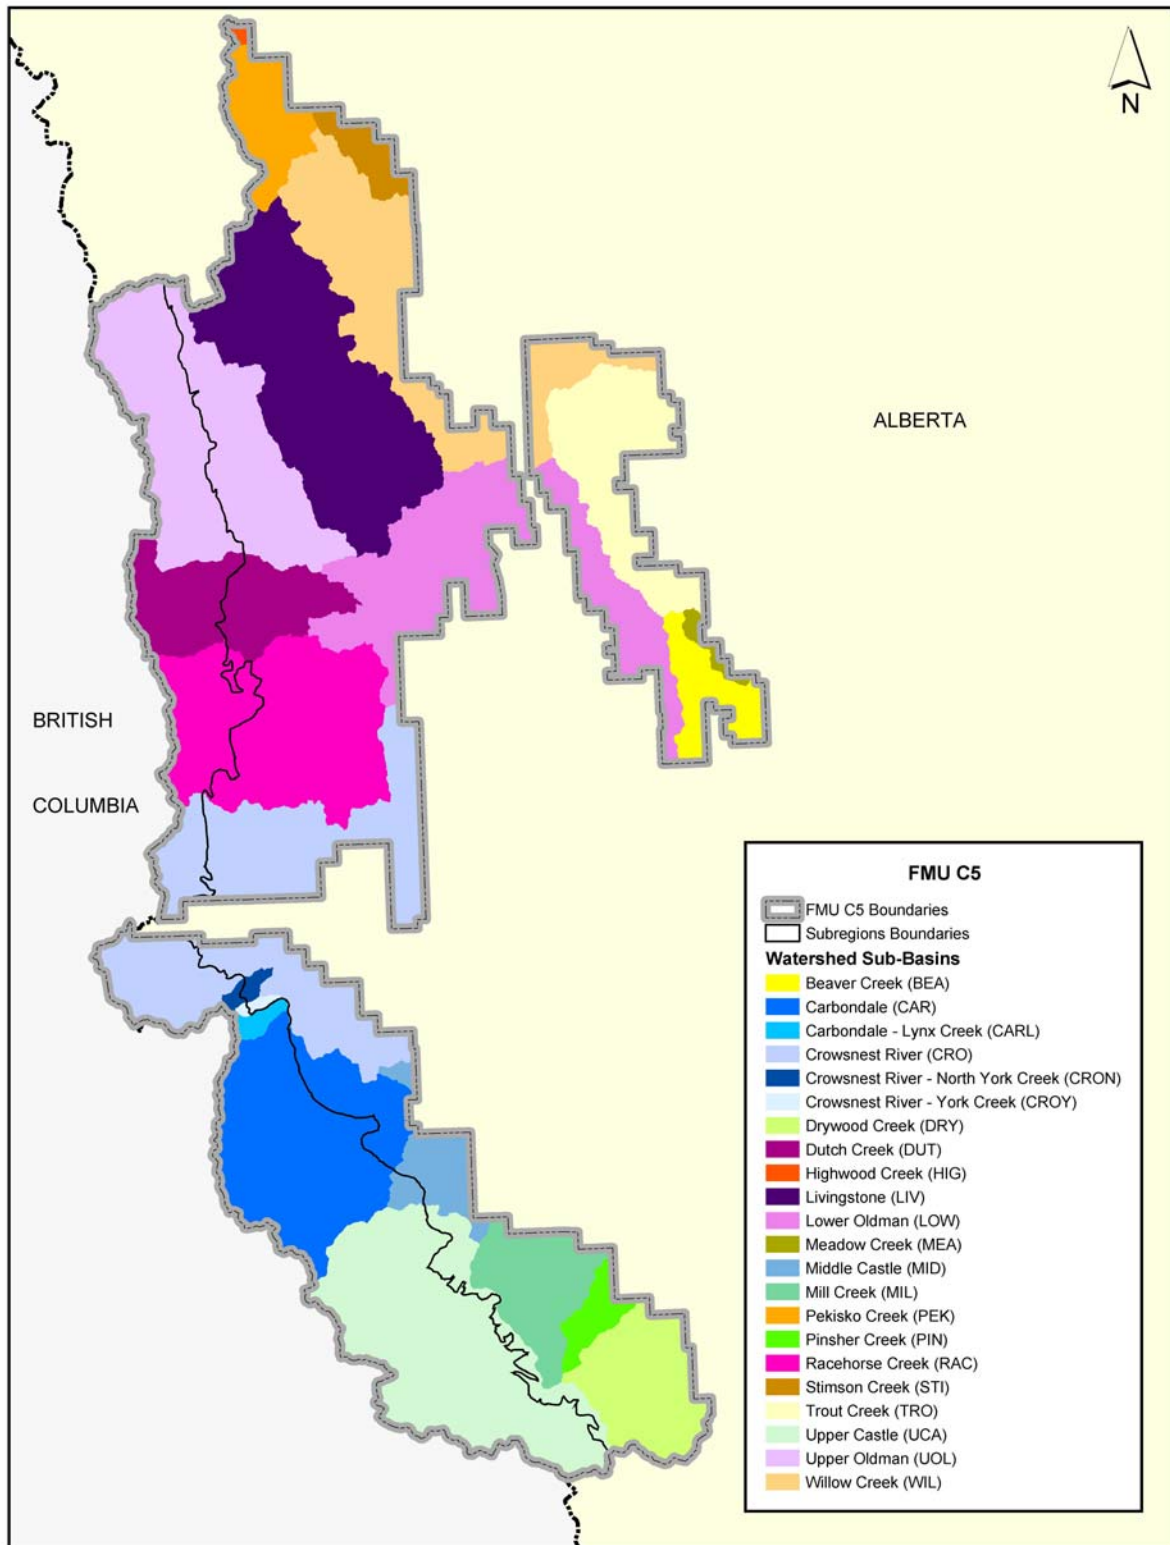 N
ALBERTA
BRITISH
COLUMBIA
FMU C5
FMU C5 Boundaries
Subregions Boundaries
Watershed Sub-Basins
Beaver Creek (BEA)
Carbondale (CAR)
Carbondale - Lynx Creek (CARL)
Crowsnest River (CRO)
Crowsnest River - North York Creek (CRON)
Crowsnest River - York Creek (CROY)
Drywood Creek (DRY)
Dutch Creek (DUT)
Highwood Creek (HIG)
Livingstone (LIV)
Lower Oldman (LOW)
Meadow Creek (MEA)
Middle Castle (MID)
Mill Creek (MIL)
Pekisko Creek (PEK)
Pinsher Creek (PIN)
Racehorse Creek (RAC)
Stimson Creek (STI)
Trout Creek (TRO)
Upper Castle (UCA)
Upper Oldman (UOL)
Willow Creek (WIL)